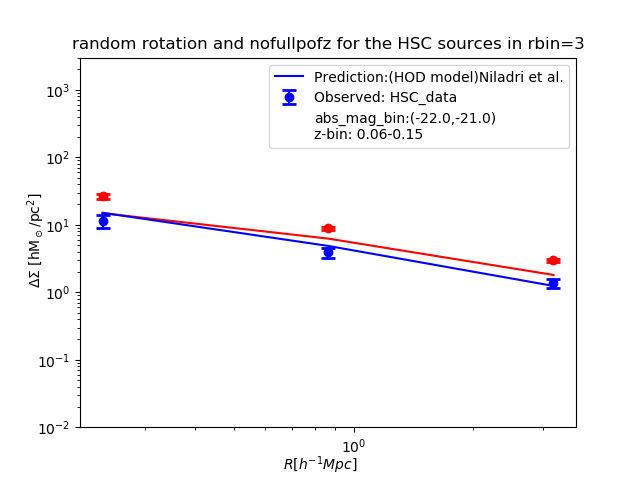 random rotation and nofullpofz for the HSC sources in rbin=3
Prediction:(HOD model)Niladri et al.
Observed: HSC_data
abs_mag_bin:(-22.0,-21.0)
z-bin: 0.06-0.15
10³
10²
10¹
10⁰
10⁻¹
10⁻²
ΔΣ [hM⊙/pc²]
10⁰
R[h⁻¹Mpc]